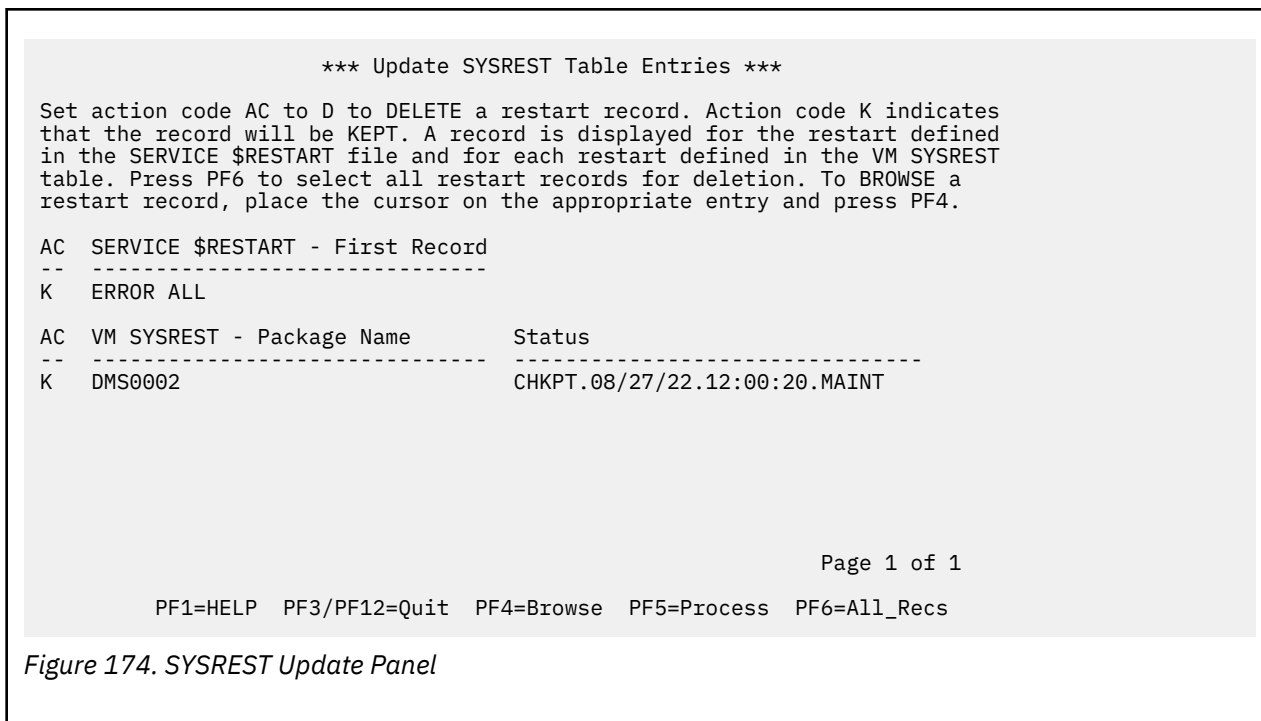 *** Update SYSREST Table Entries ***
Set action code AC to D to DELETE a restart record. Action code K indicates
that the record will be KEPT. A record is displayed for the restart defined
in the SERVICE $RESTART file and for each restart defined in the VM SYSREST
table. Press PF6 to select all restart records for deletion. To BROWSE a
restart record, place the cursor on the appropriate entry and press PF4.
AC  SERVICE $RESTART - First Record
--  -------------------------------
K   ERROR ALL
AC  VM SYSREST - Package Name        Status
--  -------------------------------  --------------------------------
K   DMS0002                          CHKPT.08/27/22.12:00:20.MAINT
Page 1 of 1
PF1=HELP  PF3/PF12=Quit  PF4=Browse  PF5=Process  PF6=All_Recs
Figure 174. SYSREST Update Panel